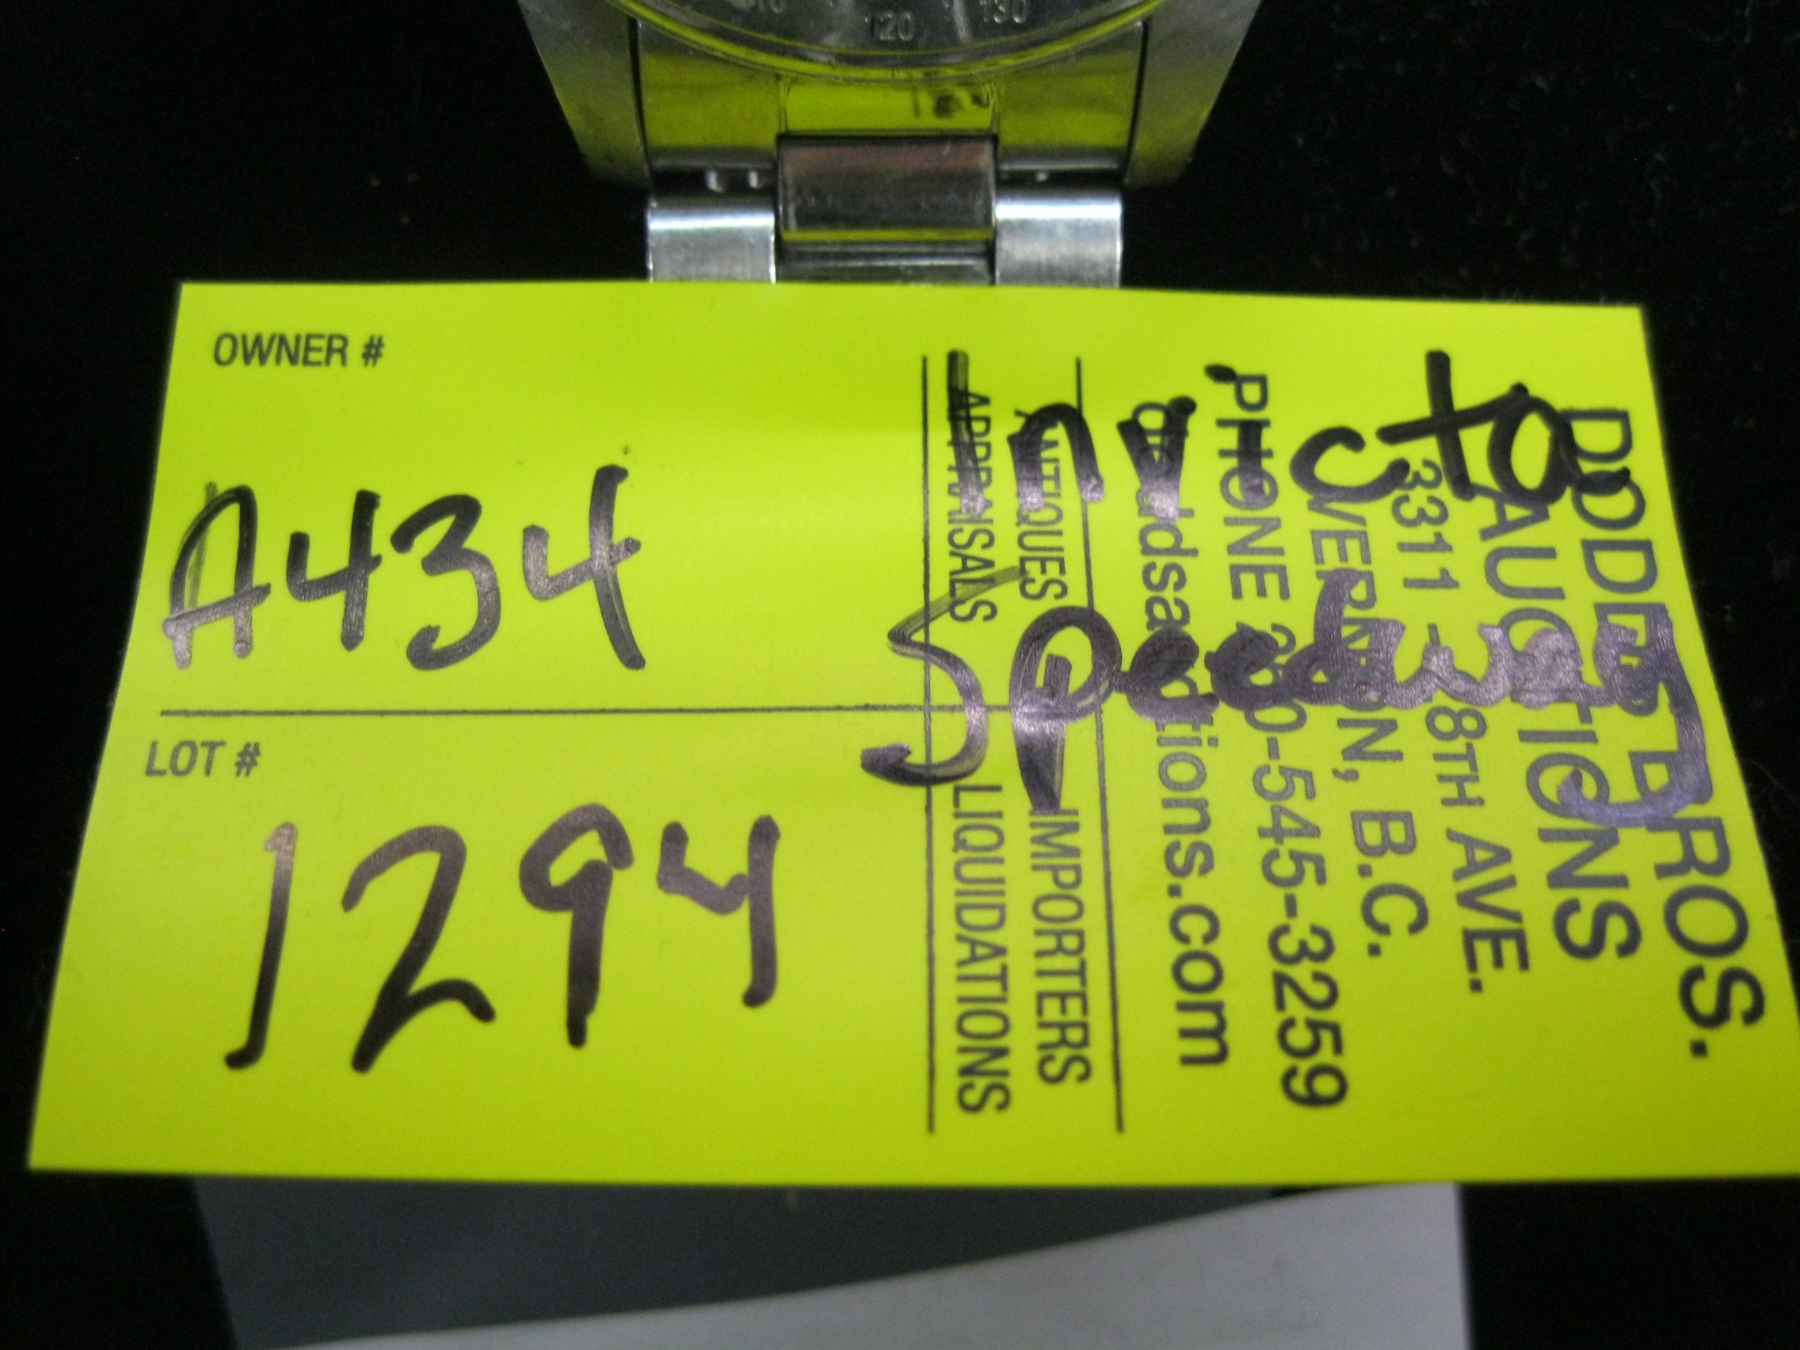 120
130
OWNER #
A434
LOT #
1294
Invicta
Speedway
DODDS BROS.
AUCTIONS
3311 - 28TH AVE.
VERNON, B.C.
PHONE 250-545-3259
doddsauctions.com
ANTIQUES IMPORTERS
APPRAISALS LIQUIDATIONS